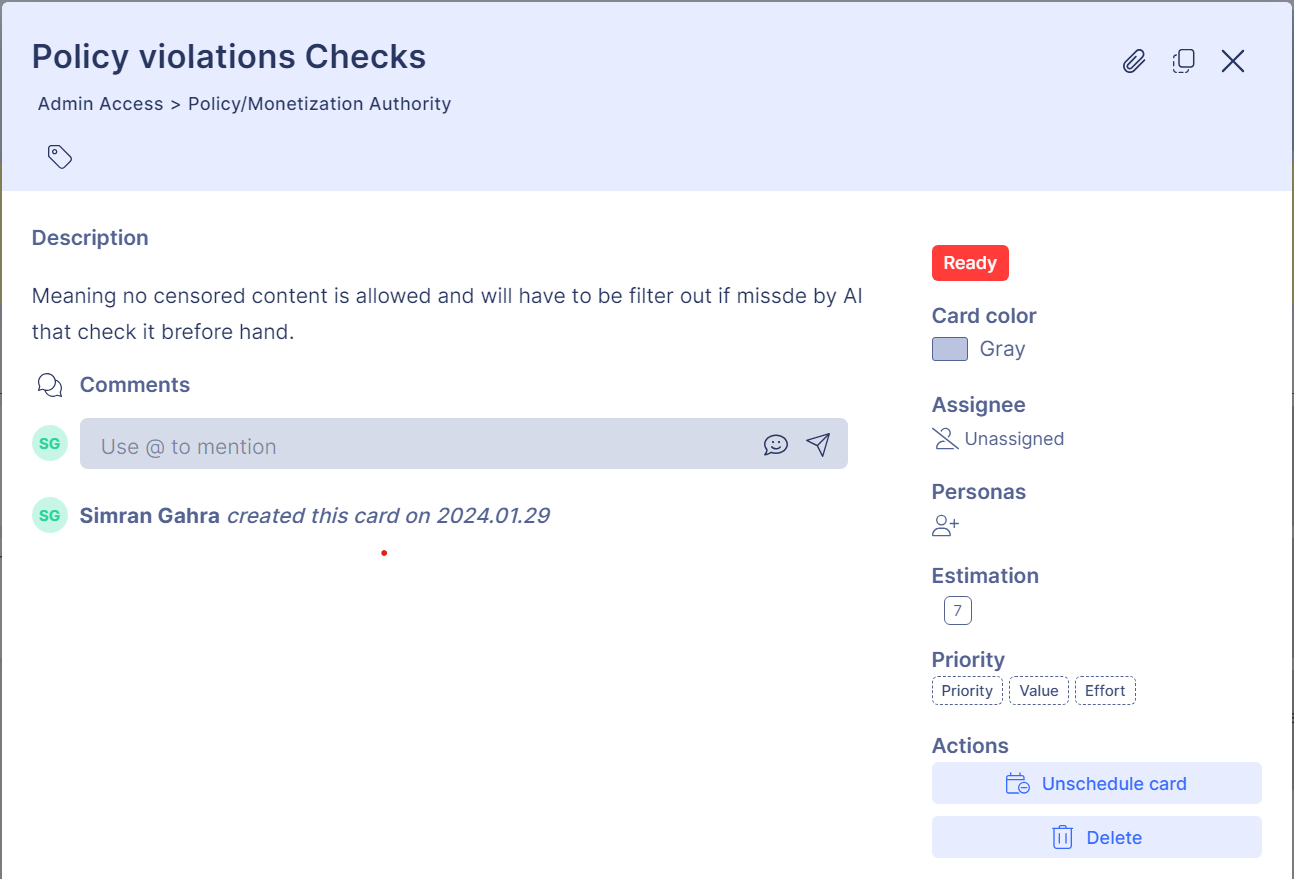 Policy violations Checks
Admin Access > Policy/Monetization Authority
Description
Meaning no censored content is allowed and will have to be filter out if missde by AI
that check it brefore hand.
Comments
SG
Use @ to mention
SG
Simran Gahra created this card on 2024.01.29
Ready
Card color
Gray
Assignee
Unassigned
Personas
Estimation
7
Priority
Priority Value Effort
Actions
Unschedule card
Delete